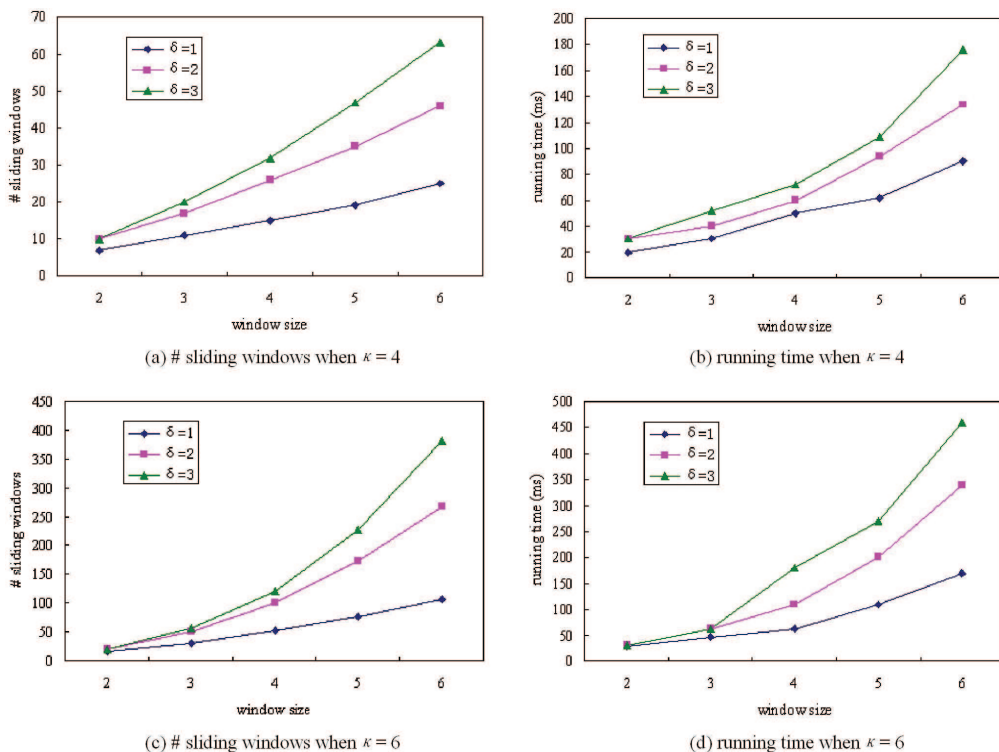 70
60
50
40
30
20
10
0
# sliding windows
δ =1
δ =2
δ =3
2 3 4 5 6
window size
(a) # sliding windows when κ = 4
200
180
160
140
120
100
80
60
40
20
0
running time (ms)
δ =1
δ =2
δ =3
2 3 4 5 6
window size
(b) running time when κ = 4
450
400
350
300
250
200
150
100
50
0
# sliding windows
δ =1
δ =2
δ =3
2 3 4 5 6
window size
(c) # sliding windows when κ = 6
500
450
400
350
300
250
200
150
100
50
0
running time (ms)
δ =1
δ =2
δ =3
2 3 4 5 6
window size
(d) running time when κ = 6